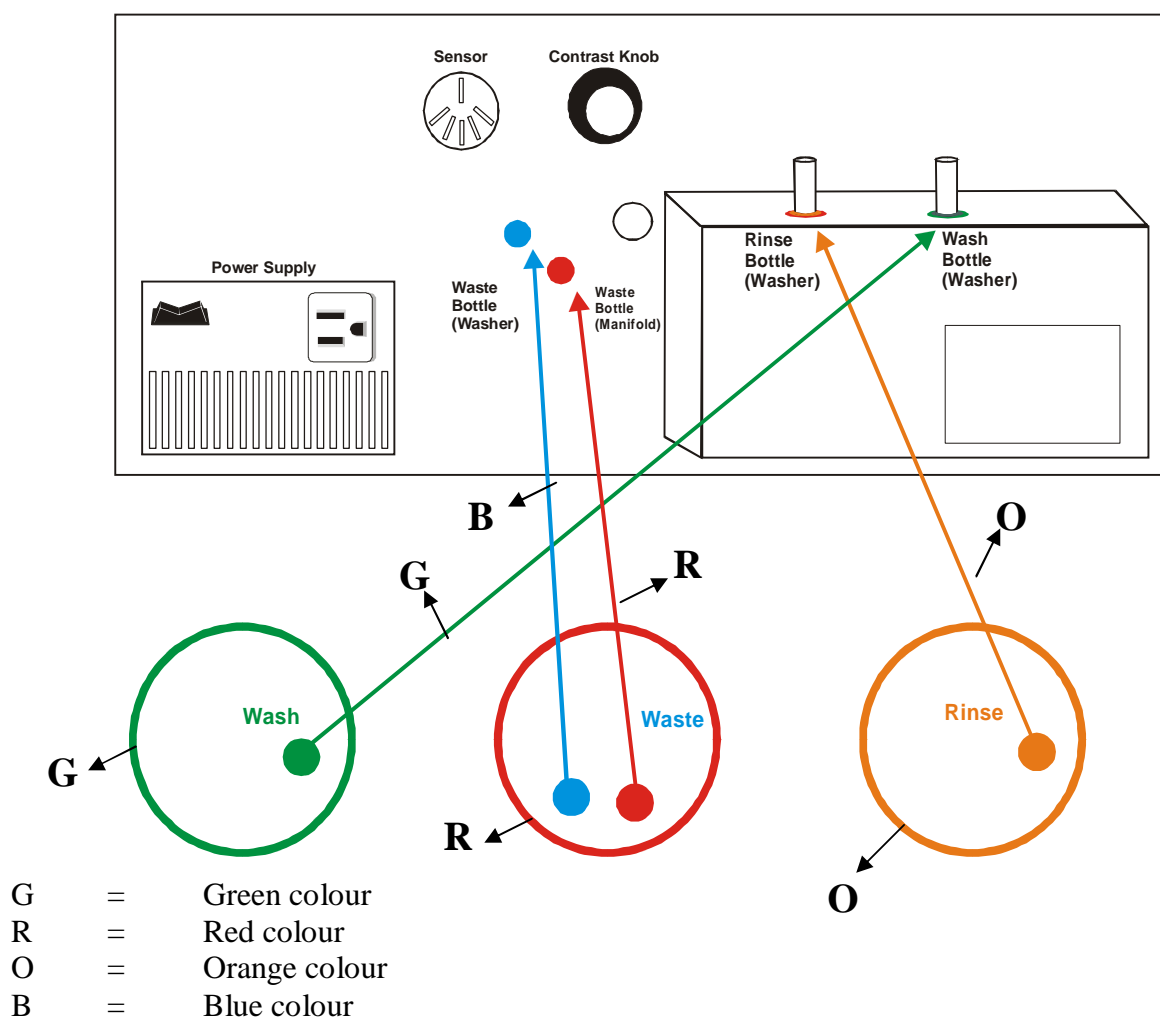 Sensor
Contrast Knob
Power Supply
Waste
Bottle
(Washer)
Waste
Bottle
(Manifold)
Rinse
Bottle
(Washer)
Wash
Bottle
(Washer)
B
O
G
R
Wash
Waste
Rinse
G
R
O
G = Green colour
R = Red colour
O = Orange colour
B = Blue colour